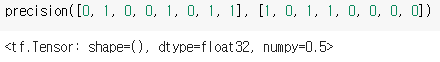 precision([0, 1, 0, 0, 1, 0, 1, 1], [1, 0, 1, 1, 0, 0, 0, 0])
<tf.Tensor: shape=(), dtype=float32, numpy=0.5>